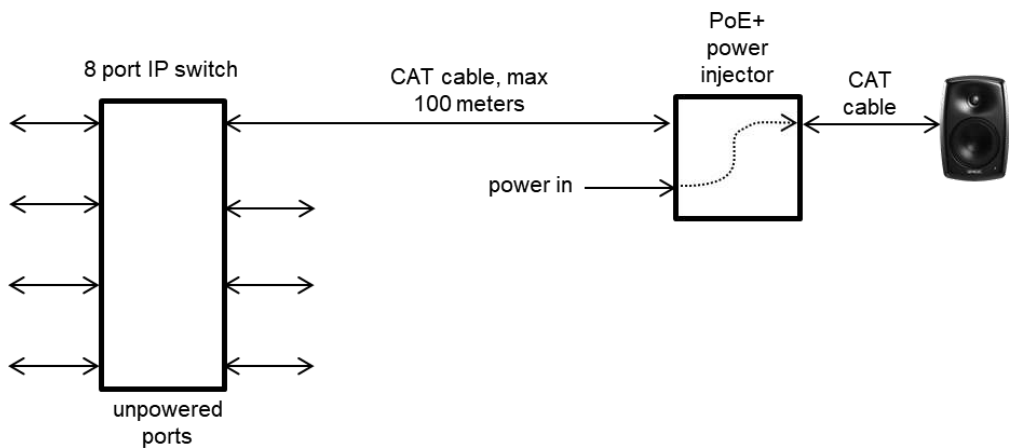 PoE+
power
injector
8 port IP switch
CAT cable, max
100 meters
CAT
cable
power in
unpowered
ports